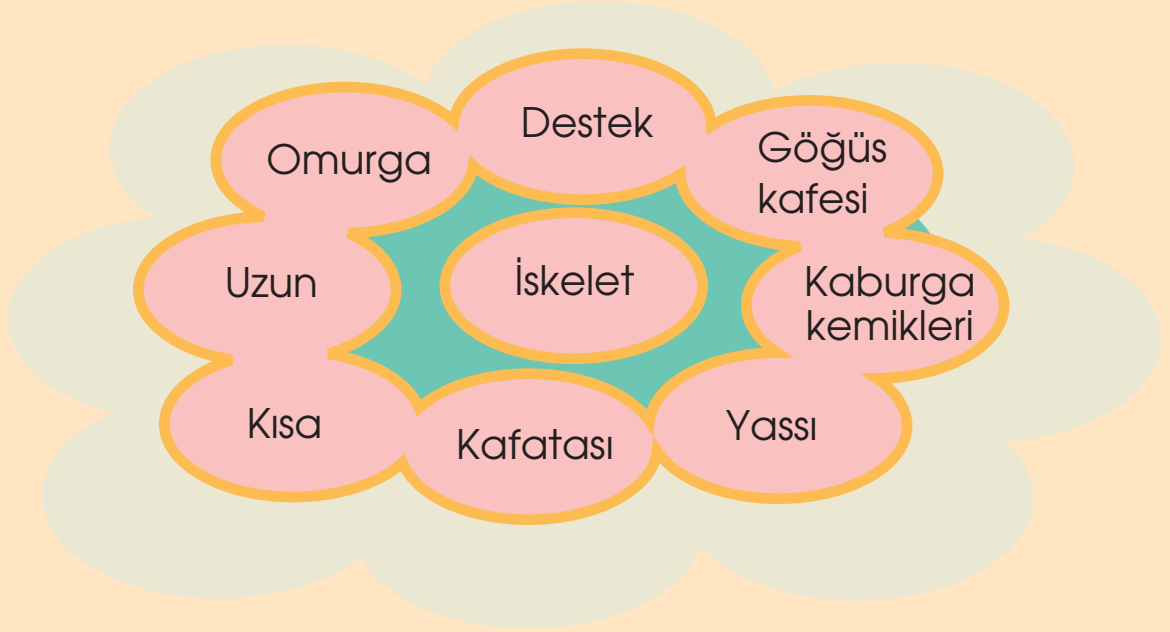 Destek
Omurga
Göğüs
kafesi
Uzun
İskelet
Kaburga
kemikleri
Kısa
Kafatası
Yassı